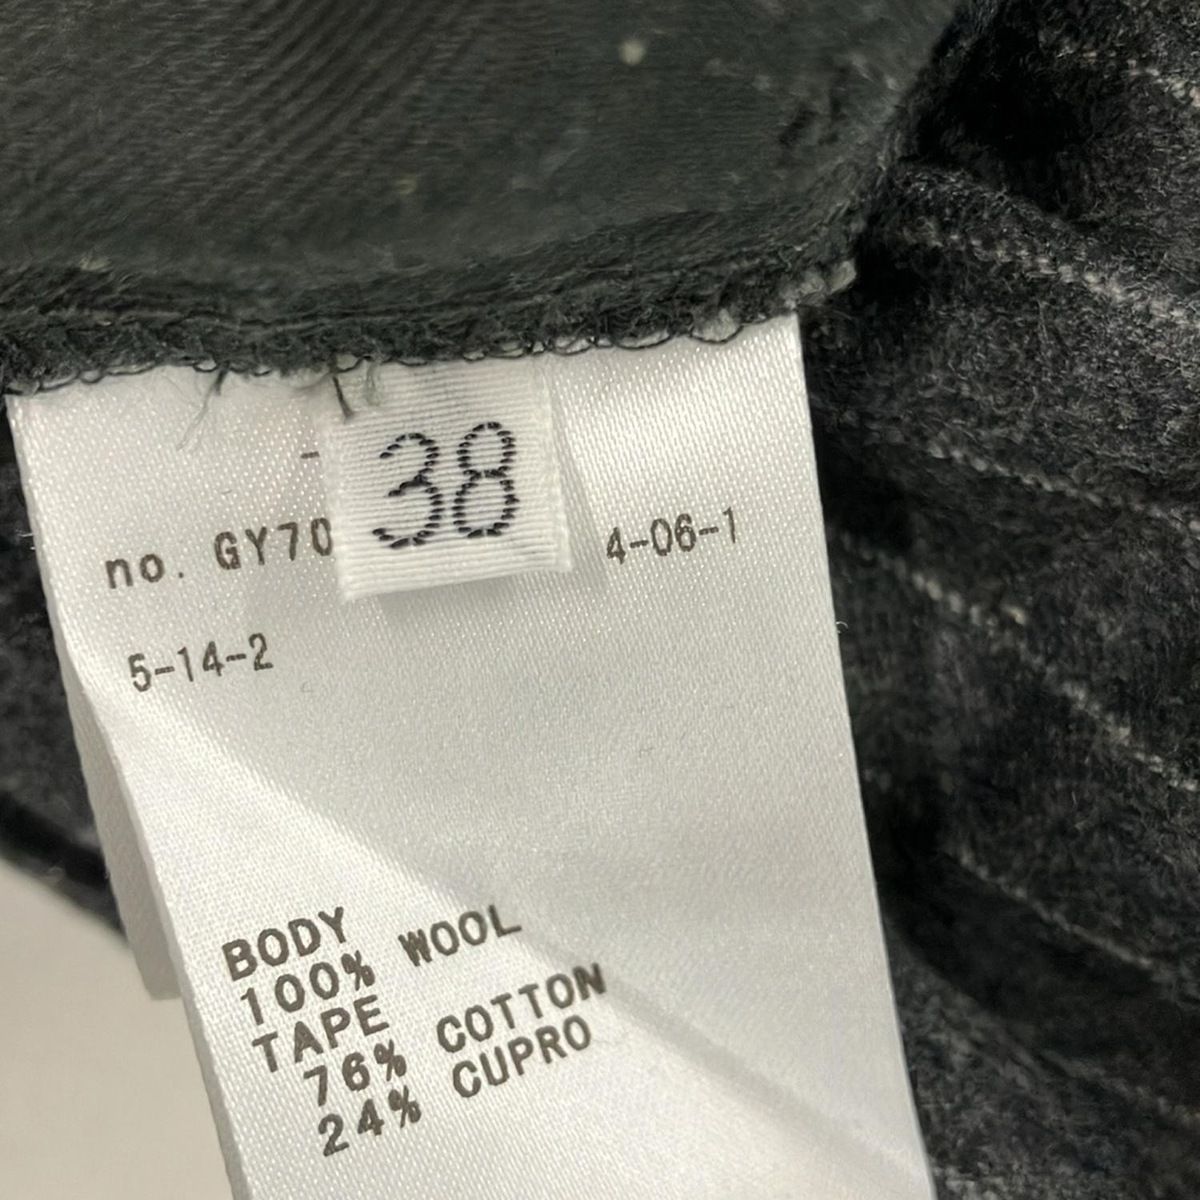 38
no. GY70 4-06-1
5-14-2
BODY
100% WOOL
TAPE
76% COTTON
24% CUPRO